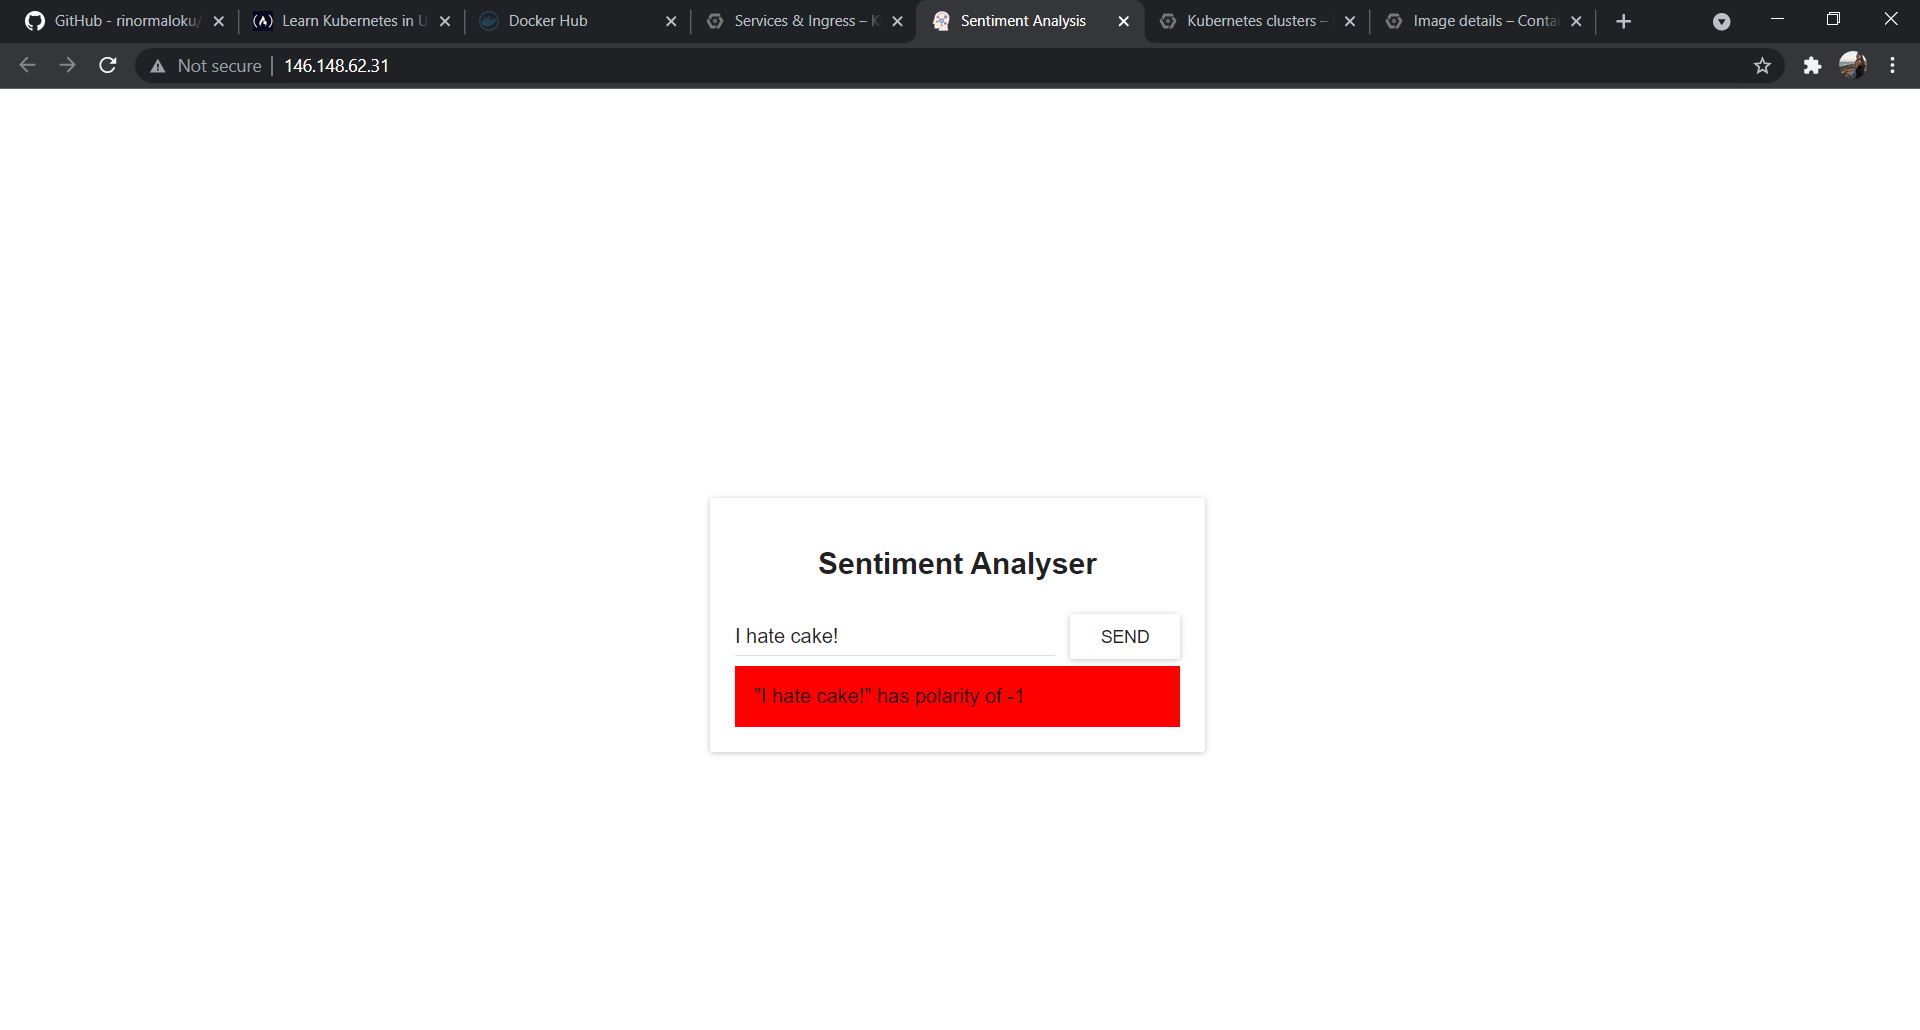 GitHub - rinormaloku/
Learn Kubernetes in U
Docker Hub
Services & Ingress – K
Sentiment Analysis
Kubernetes clusters –
Image details – Contai
Not secure
146.148.62.31
Sentiment Analyser
I hate cake!
SEND
"I hate cake!" has polarity of -1